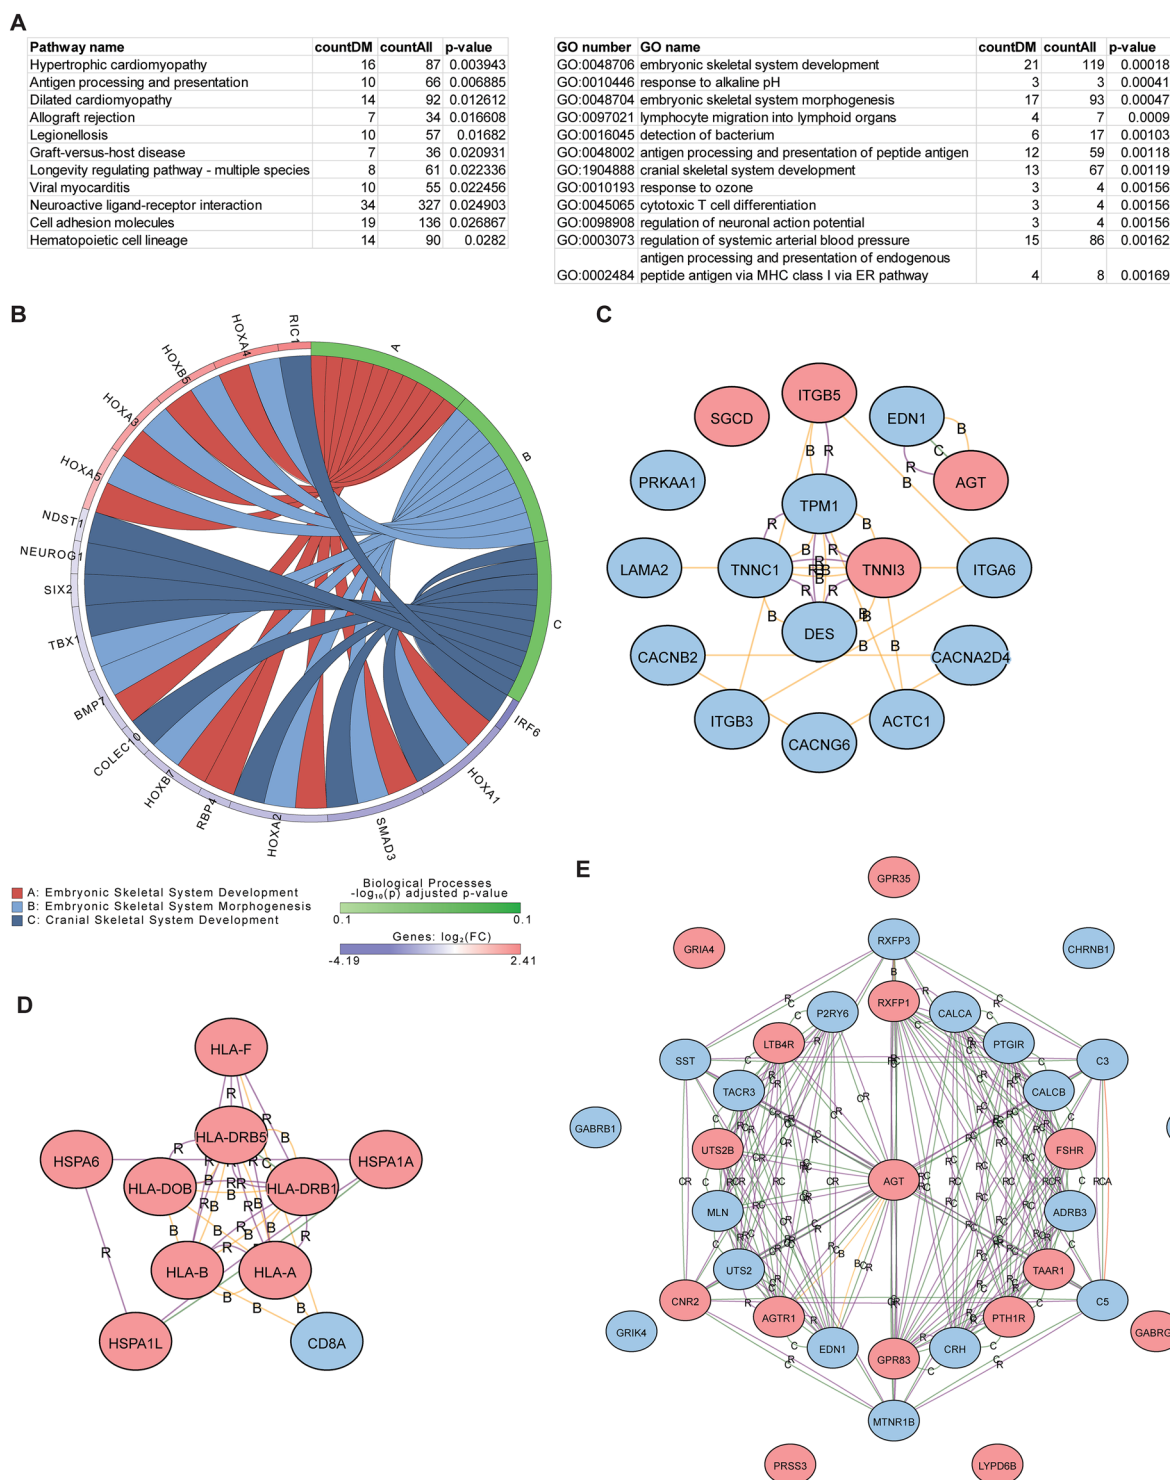 A
Pathway name countDM countAll p-value
Hypertrophic cardiomyopathy 16 87 0.003943
Antigen processing and presentation 10 66 0.006885
Dilated cardiomyopathy 14 92 0.012612
Allograft rejection 7 34 0.016608
Legionellosis 10 57 0.01682
Graft-versus-host disease 7 36 0.020931
Longevity regulating pathway - multiple species 8 61 0.022336
Viral myocarditis 10 55 0.022456
Neuroactive ligand-receptor interaction 34 327 0.024903
Cell adhesion molecules 19 136 0.026867
Hematopoietic cell lineage 14 90 0.0282
GO number GO name countDM countAll p-value
GO:0048706 embryonic skeletal system development 21 119 0.00018
GO:0010446 response to alkaline pH 3 3 0.00041
GO:0048704 embryonic skeletal system morphogenesis 17 93 0.00047
GO:0097021 lymphocyte migration into lymphoid organs 4 7 0.0009
GO:0016045 detection of bacterium 6 17 0.00103
GO:0048002 antigen processing and presentation of peptide antigen 12 59 0.00118
GO:1904888 cranial skeletal system development 13 67 0.00119
GO:0010193 response to ozone 3 4 0.00156
GO:0045065 cytotoxic T cell differentiation 3 4 0.00156
GO:0098908 regulation of neuronal action potential 3 4 0.00156
GO:0003073 regulation of systemic arterial blood pressure 15 86 0.00162
antigen processing and presentation of endogenous
GO:0002484 peptide antigen via MHC class I via ER pathway 4 8 0.00169
B
RIC1
HOXA4
HOXB5
HOXA3
HOXA5
NDST1
NEUROG1
SIX2
TBX1
BMP7
COLEC10
HOXB7
RBP4
HOXA2
SMAD3
HOXA1
IRF6
A
B
C
A: Embryonic Skeletal System Development
B: Embryonic Skeletal System Morphogenesis
C: Cranial Skeletal System Development
Biological Processes
-log₁₀(p) adjusted p-value
0.1 0.1
Genes: log₂(FC)
-4.19 2.41
C
ITGB5
SGCD
EDN1
B
C
R
B
AGT
PRKAA1
B R
TPM1
R B
LAMA2
TNNC1
TNNI3
ITGA6
B R
R R
B B
DES
B B
CACNB2
CACNA2D4
ITGB3
ACTC1
CACNG6
D
HLA-F
R R
HLA-DRB5
B
HSPA6
HSPA1A
HLA-DOB
HLA-DRB1
B B
R
HLA-B
HLA-A
B B
HSPA1L
CD8A
E
GPR35
GRIA4
RXFP3
CHRNB1
B
RXFP1
P2RY6
CALCA
LTB4R
PTGIR
SST
C3
TACR3
CALCB
GABRB1
UTS2B
FSHR
AGT
MLN
ADRB3
UTS2
TAAR1
CNR2
C5
AGTR1
PTH1R
GRIK4
GABRG
EDN1
GPR83
CRH
MTNR1B
PRSS3
LYPD6B